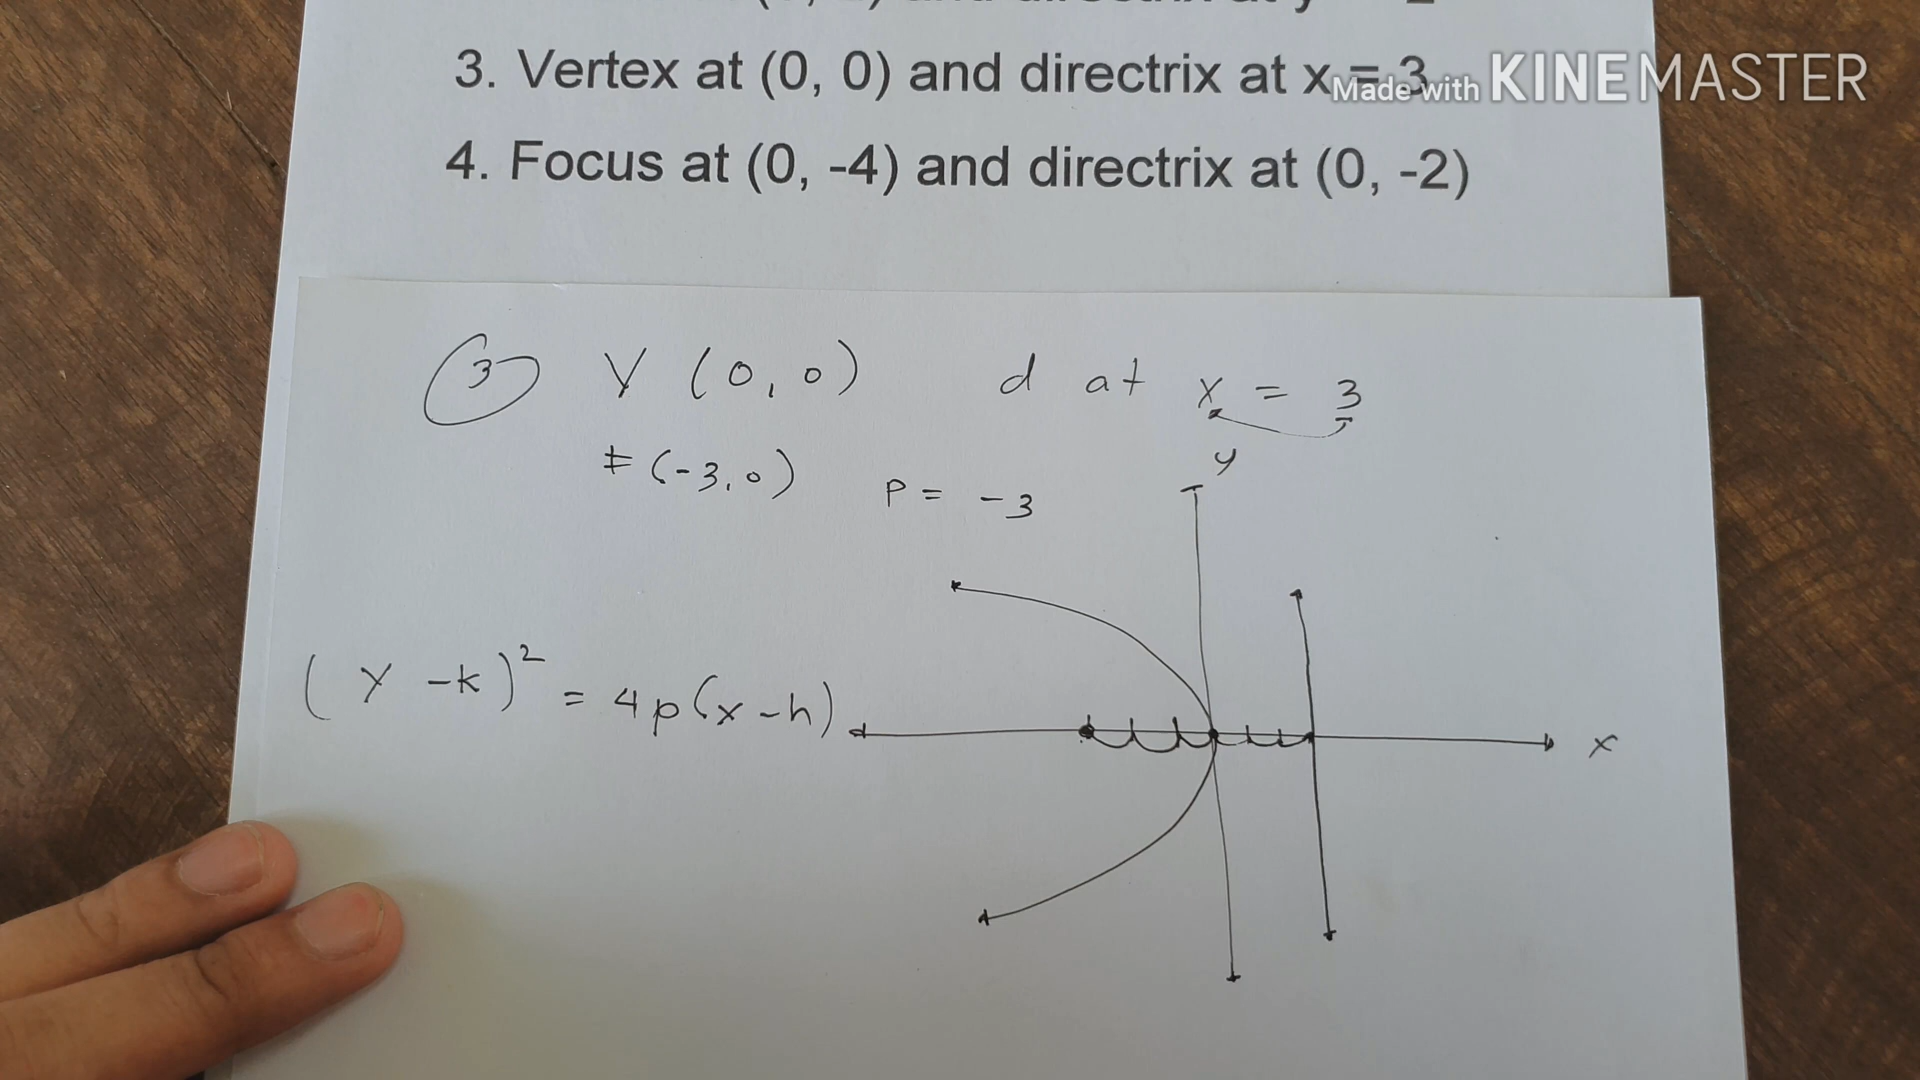 3. Vertex at (0, 0) and directrix at x = 3
Made with KINEMASTER
4. Focus at (0, -4) and directrix at (0, -2)
3 V (0, 0) d at x = 3
F (-3, 0) P = -3
y
(y - k)² = 4p(x - h)
x